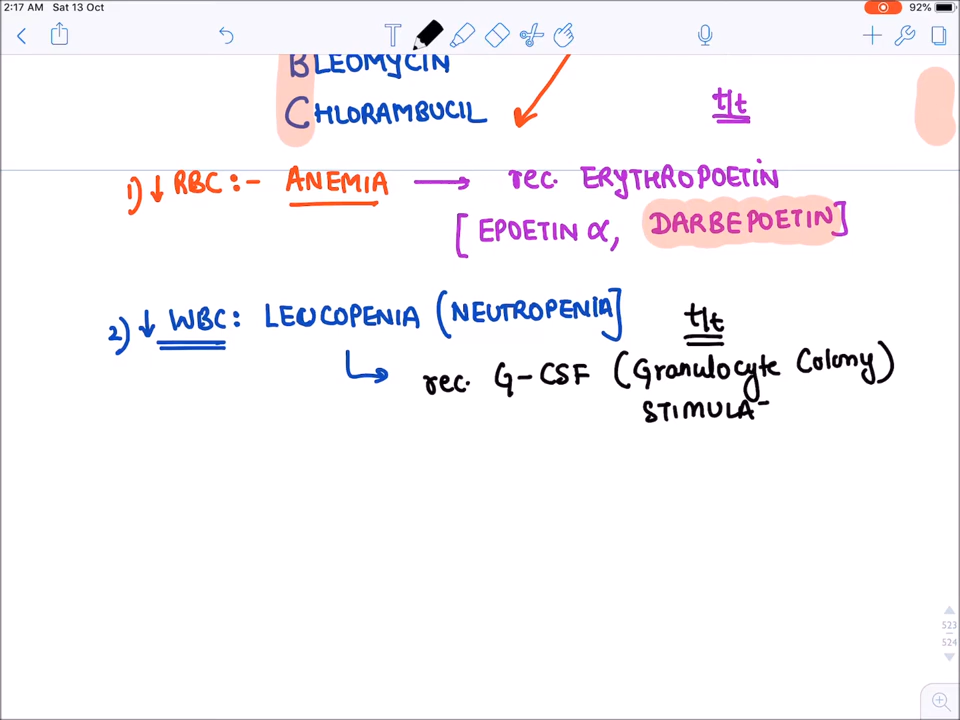 2:17 AM Sat 13 Oct
92%
T
BLEOMYCIN
CHLORAMBUCIL
t/t
1) ↓ RBC :- ANEMIA → rec. ERYTHROPOETIN
[EPOETIN α, DARBEPOETIN]
2) ↓ WBC: LEUCOPENIA (NEUTROPENIA]
t/t
rec. G-CSF (Granulocyte Colony)
STIMULAT
523
524